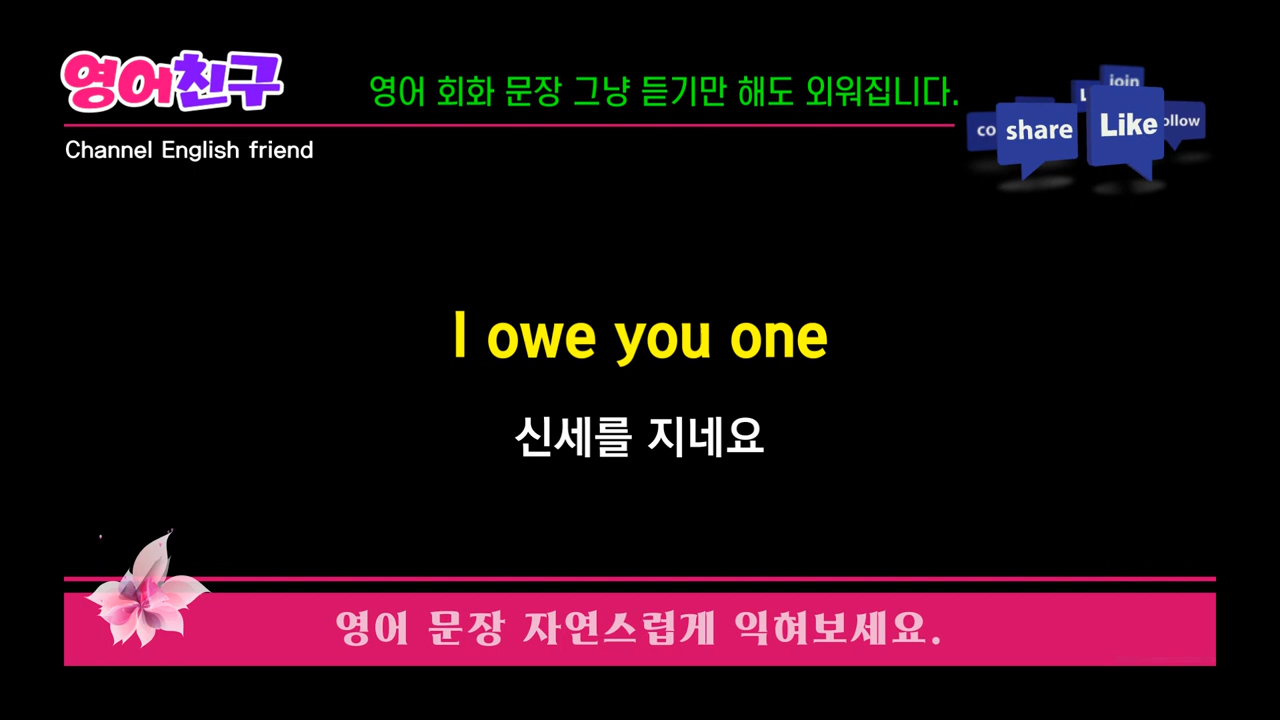 영어친구
영어 회화 문장 그냥 듣기만 해도 외워집니다.
Channel English friend
join
co
share
L
Like
ollow
I owe you one
신세를 지네요
영어 문장 자연스럽게 익혀보세요.